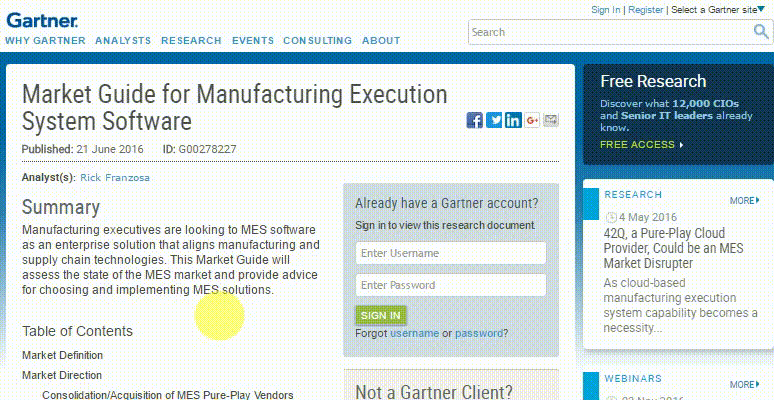 Gartner.
Sign In | Register | Select a Gartner site
WHY GARTNER ANALYSTS RESEARCH EVENTS CONSULTING ABOUT
Search
Market Guide for Manufacturing Execution
System Software
Published: 21 June 2016 ID: G00278227
Analyst(s): Rick Franzosa
Summary
Manufacturing executives are looking to MES software
as an enterprise solution that aligns manufacturing and
supply chain technologies. This Market Guide will
assess the state of the MES market and provide advice
for choosing and implementing MES solutions.
Table of Contents
Market Definition
Market Direction
Consolidation/Acquisition of MES Pure-Play Vendors
Already have a Gartner account?
Sign in to view this research document.
Enter Username
Enter Password
SIGN IN
Forgot username or password?
Not a Gartner Client?
Free Research
Discover what 12,000 CIOs
and Senior IT leaders already
know.
FREE ACCESS
RESEARCH
MORE
4 May 2016
42Q, a Pure-Play Cloud
Provider, Could be an MES
Market Disrupter
As cloud-based
manufacturing execution
system capability becomes a
necessity...
WEBINARS
MORE